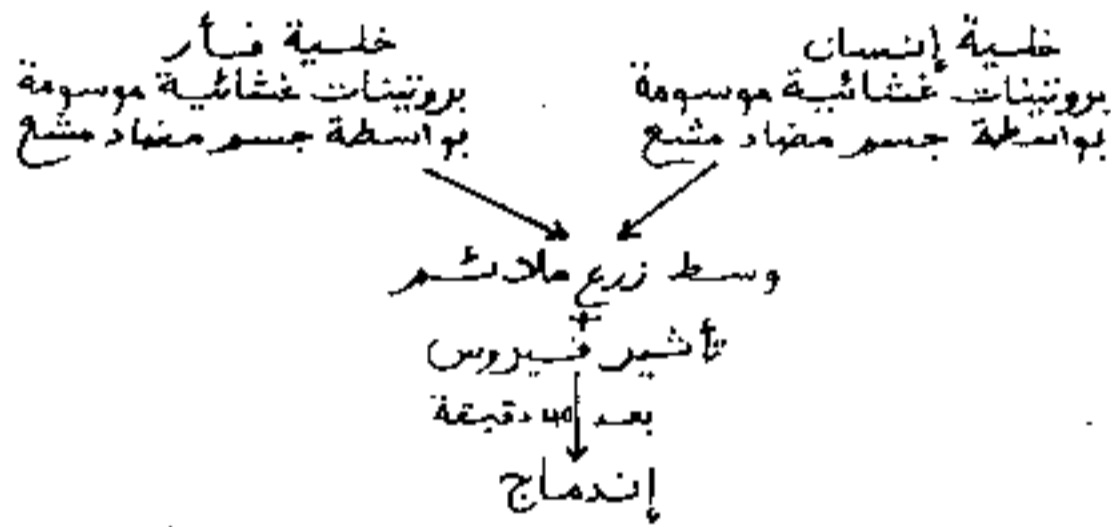 خلية إنسان
بروتينات غشائية موسومة
بواسطة جسم مضاد مشع
خلية فأر
بروتينات غشائية موسومة
بواسطة جسم مضاد مشع
وسط زرع ملائم
+
تأثير فيروس
بعد 40 دقيقة
إندماج